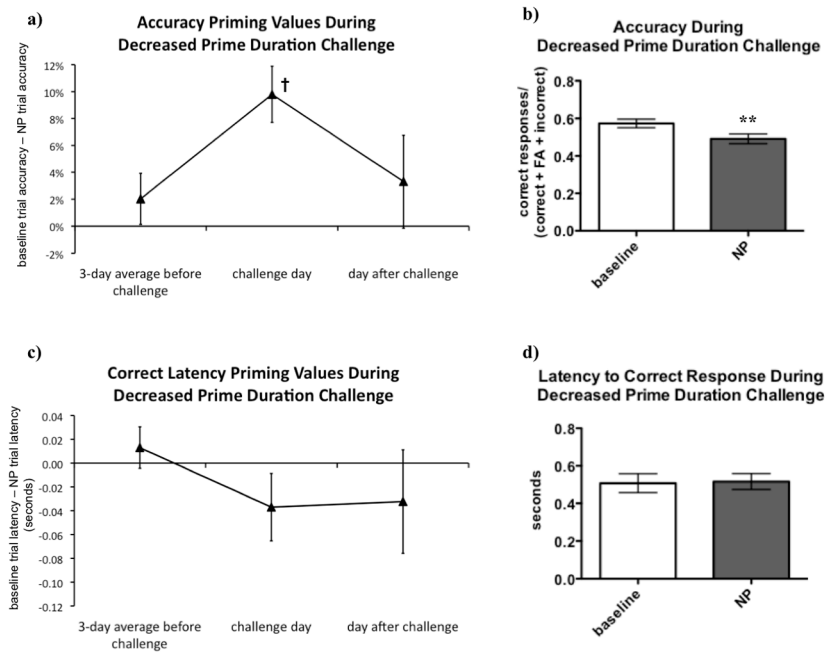 a)
Accuracy Priming Values During
Decreased Prime Duration Challenge
baseline trial accuracy – NP trial accuracy
12%
10%
8%
6%
4%
2%
0%
-2%
†
3-day average before
challenge
challenge day
day after challenge
b)
Accuracy During
Decreased Prime Duration Challenge
correct responses/
(correct + FA + incorrect)
0.8
0.6
0.4
0.2
0.0
**
baseline
NP
c)
Correct Latency Priming Values During
Decreased Prime Duration Challenge
baseline trial latency – NP trial latency
(seconds)
0.04
0.02
0.00
-0.02
-0.04
-0.06
-0.08
-0.10
-0.12
3-day average before
challenge
challenge day
day after challenge
d)
Latency to Correct Response During
Decreased Prime Duration Challenge
seconds
0.8
0.6
0.4
0.2
0.0
baseline
NP